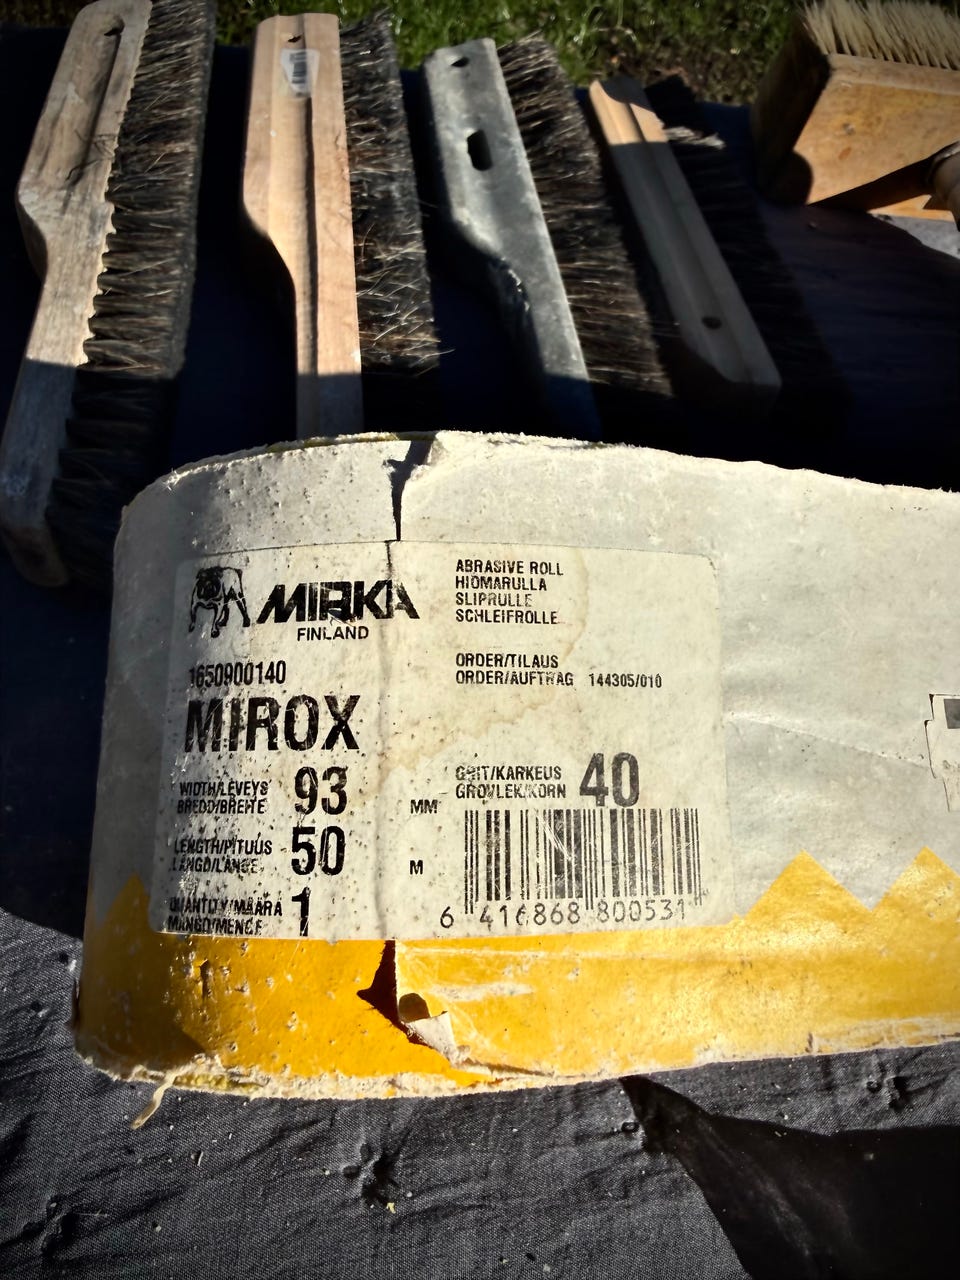 MIRKA
FINLAND
ABRASIVE ROLL
HIOMARULLA
SLIPRULLE
SCHLEIFROLLE
1650900140
ORDER/TILAUS
ORDER/AUFTRAG 144305/010
MIROX
WIDTH/LEVEYS
BREDD/BREITE 93 MM
GRIT/KARKEUS
GROVLEK/KORN 40
LENGTH/PITUUS
LÄNGD/LÄNGE 50 M
QUANTITY/MÄÄRÄ
MÄNGD/MENGE 1
6 416868 800531